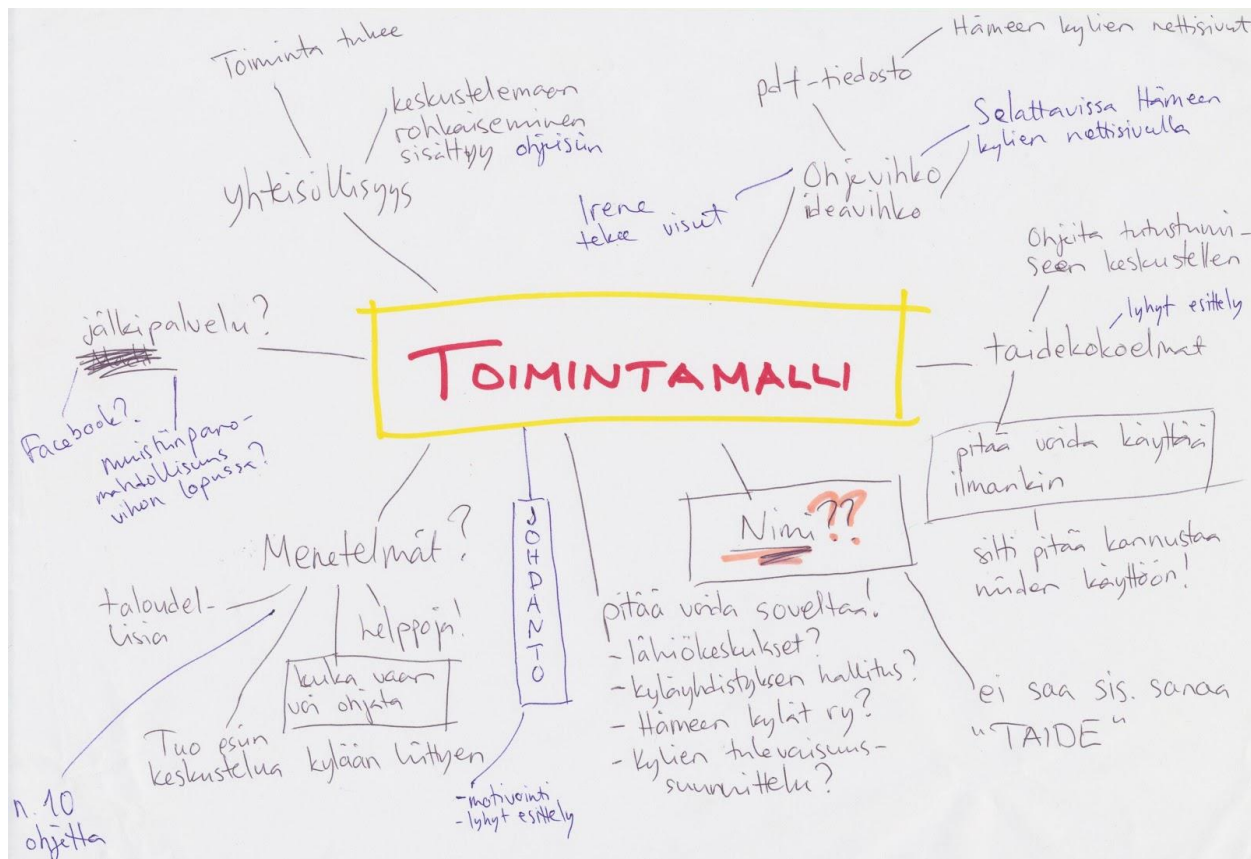 Toiminta tukee
keskustelemaan
rohkaiseminen
sisältyy ohjeisiin
yhteisöllisyys
Hämeen kylien nettisivut
pdf-tiedosto
Selattavissa Hämeen
kylien nettisivulla
Ohjevihko
ideavihko
Irene
tekee visut
Ohjeita tutustumi-
seen keskustellen
lyhyt esittely
taidekokoelmat
pitää voida käyttää
ilmankin
silti pitää kannustaa
niiden käyttöön!
jälkipalvelu?
Facebook?
muistiinpano-
mahdollisuus
vihon lopussa?
TOIMINTAMALLI
Menetelmät?
taloudel-
lisia
helppoja!
kuka vaan
voi ohjata
Tuo esiin
keskustelua kylään liittyen
n. 10
ohjetta
JOHDANTO
-motivointi
-lyhyt esittely
pitää voida soveltaa!
-lähiökeskukset?
-kyläyhdistyksen hallitus?
-Hämeen kylät ry?
-Kylien tulevaisuus-
suunnittelu?
Nimi??
ei saa sis. sanaa
"TAIDE"